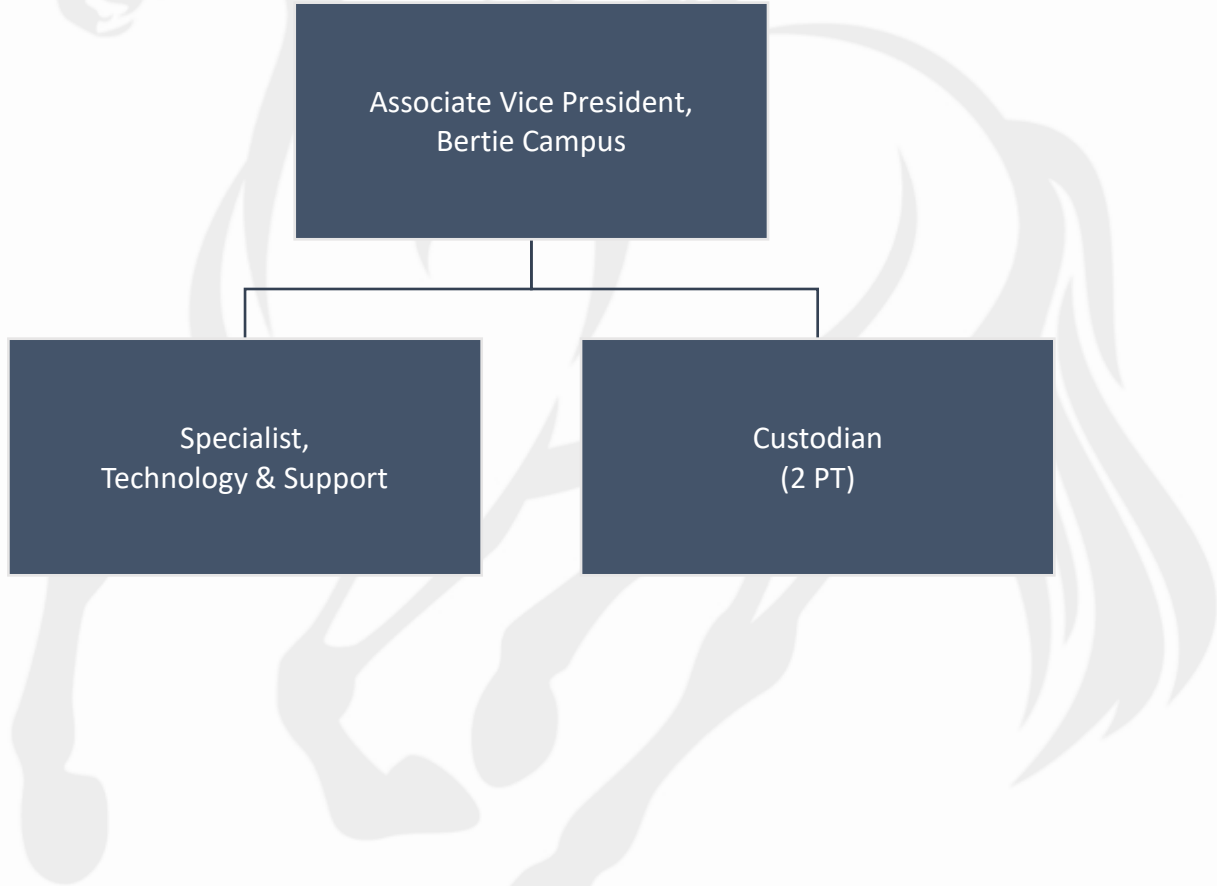 Associate Vice President,
Bertie Campus
Specialist,
Technology & Support
Custodian
(2 PT)